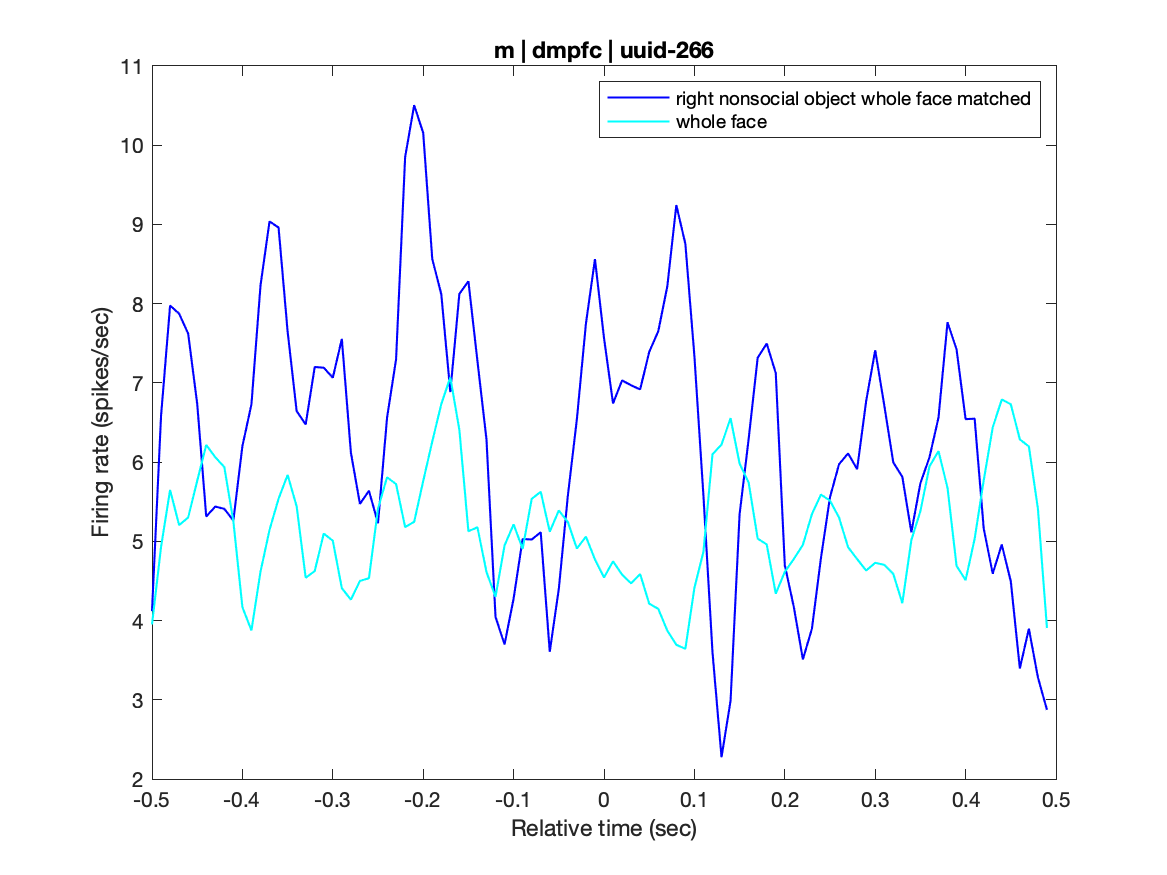 m | dmpfc | uuid-266
right nonsocial object whole face matched
whole face
Firing rate (spikes/sec)
11
10
9
8
7
6
5
4
3
2
-0.5 -0.4 -0.3 -0.2 -0.1 0 0.1 0.2 0.3 0.4 0.5
Relative time (sec)